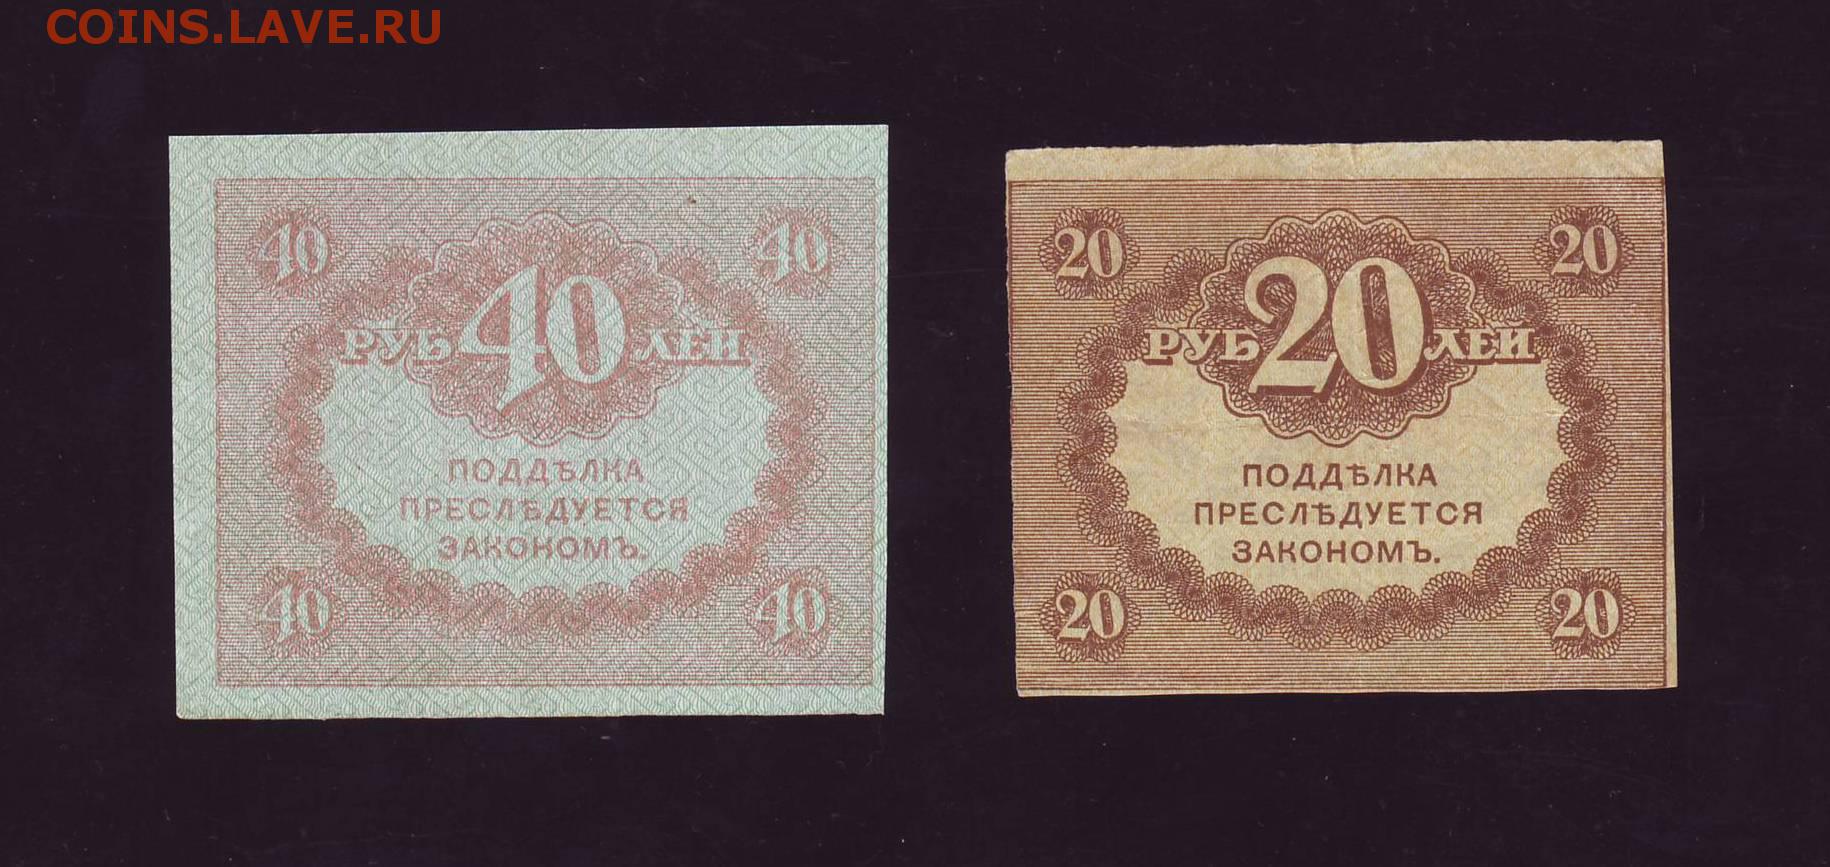 COINS.LAVE.RU
40 40
РУБ 40 ЛЕЙ
ПОДДѢЛКА
ПРЕСЛѢДУЕТСЯ
ЗАКОНОМЪ.
40 40
20 20
РУБ 20 ЛЕЙ
ПОДДѢЛКА
ПРЕСЛѢДУЕТСЯ
ЗАКОНОМЪ.
20 20